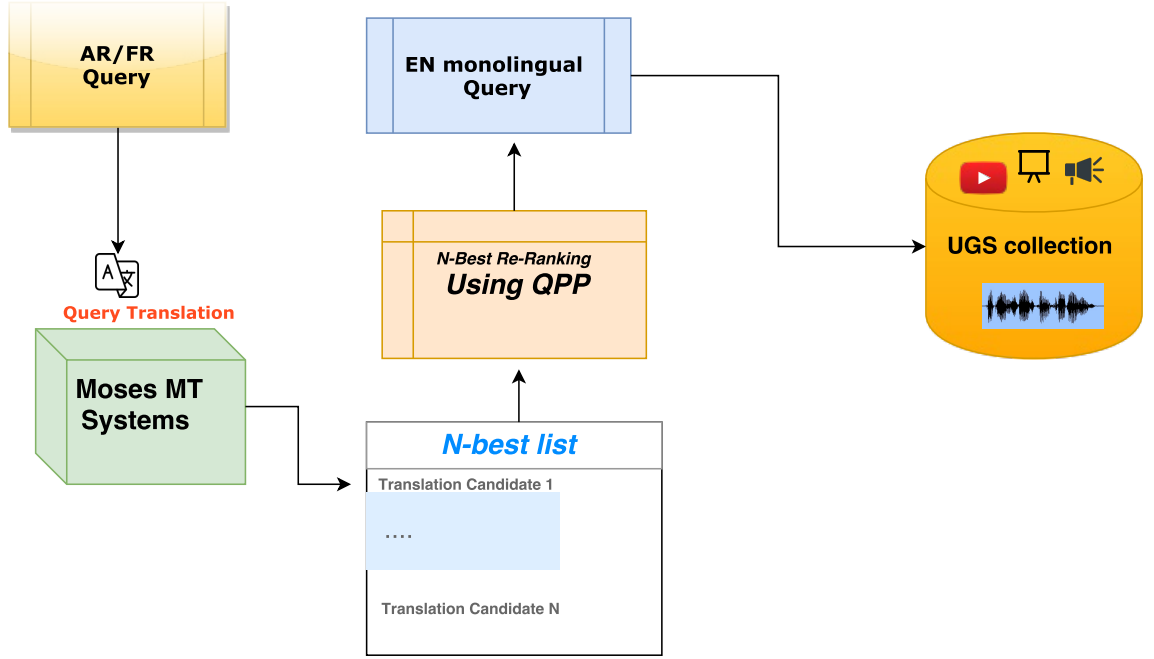 AR/FR
Query
Query Translation
Moses MT
Systems
N-best list
Translation Candidate 1
....
Translation Candidate N
N-Best Re-Ranking
Using QPP
EN monolingual
Query
UGS collection